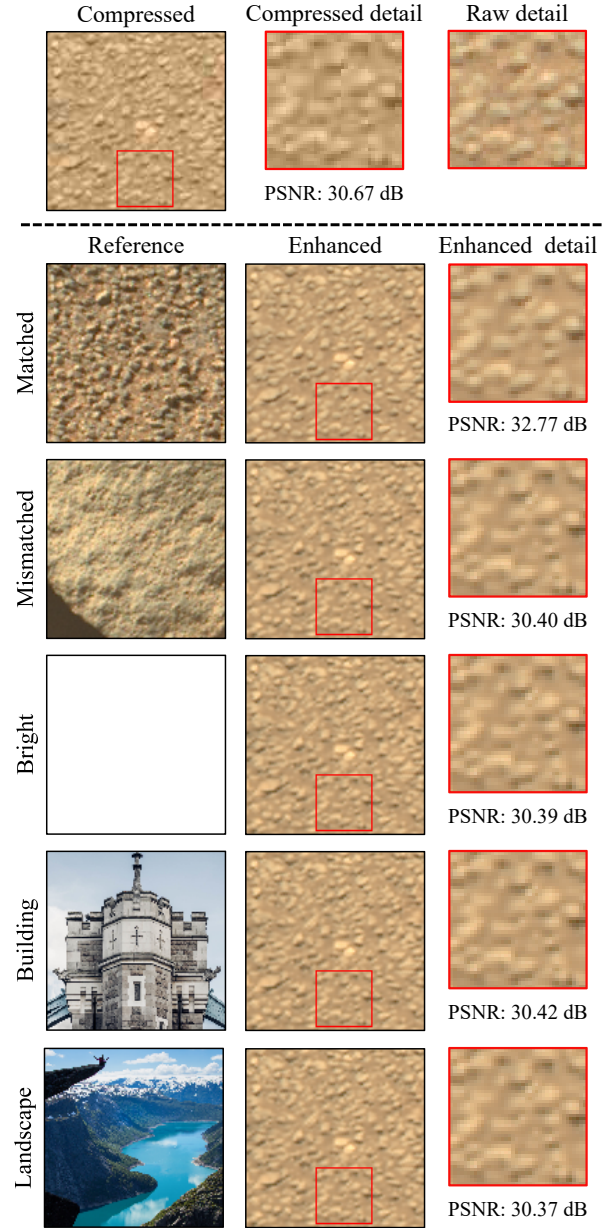 Compressed
Compressed detail
Raw detail
PSNR: 30.67 dB
Reference
Enhanced
Enhanced detail
Matched
PSNR: 32.77 dB
Mismatched
PSNR: 30.40 dB
Bright
PSNR: 30.39 dB
Building
PSNR: 30.42 dB
Landscape
PSNR: 30.37 dB